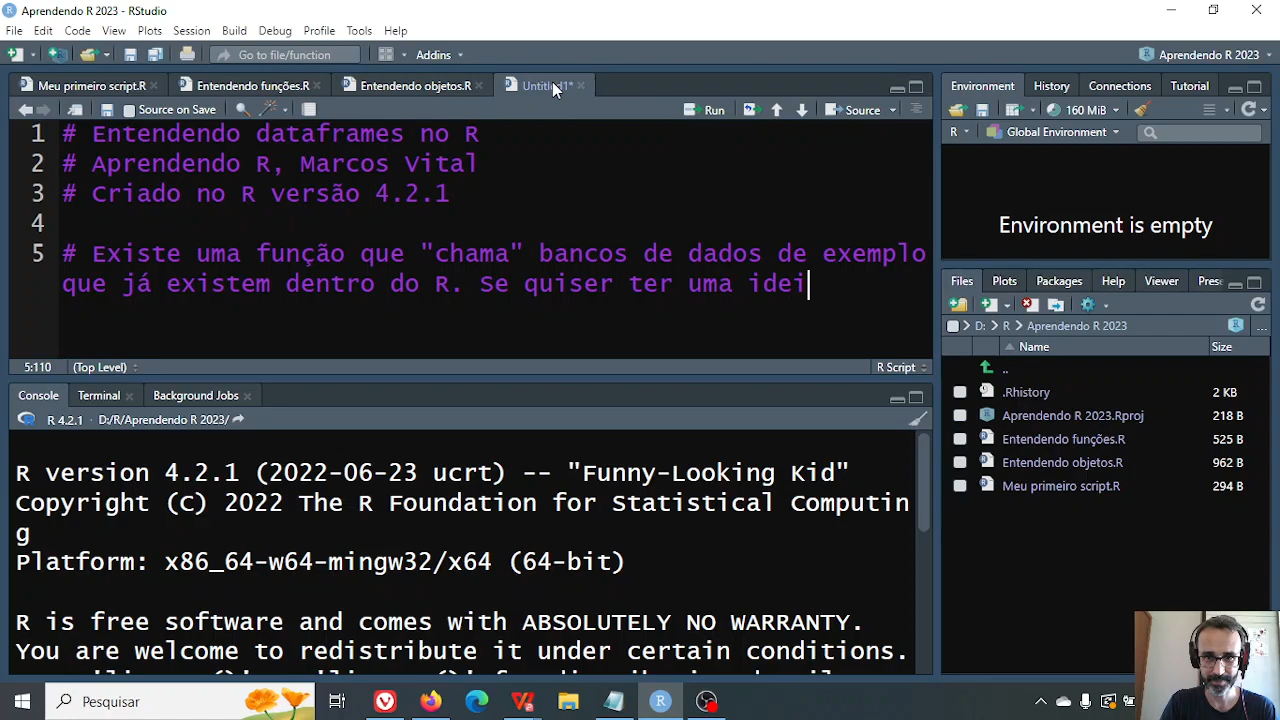 Aprendendo R 2023 - RStudio
File Edit Code View Plots Session Build Debug Profile Tools Help
Go to file/function Addins Aprendendo R 2023
Meu primeiro script.R Entendendo funções.R Entendendo objetos.R Untitled1*
Source on Save Run Source
1 # Entendendo dataframes no R
2 # Aprendendo R, Marcos Vital
3 # Criado no R versão 4.2.1
4
5 # Existe uma função que "chama" bancos de dados de exemplo
que já existem dentro do R. Se quiser ter uma idei
5:110 (Top Level) R Script
Console Terminal Background Jobs
R 4.2.1 · D:/R/Aprendendo R 2023/
R version 4.2.1 (2022-06-23 ucrt) -- "Funny-Looking Kid"
Copyright (C) 2022 The R Foundation for Statistical Computin
g
Platform: x86_64-w64-mingw32/x64 (64-bit)
R is free software and comes with ABSOLUTELY NO WARRANTY.
You are welcome to redistribute it under certain conditions.
Environment History Connections Tutorial
160 MiB
R Global Environment
Environment is empty
Files Plots Packages Help Viewer Pres
D: R Aprendendo R 2023
Name Size
..
.Rhistory 2 KB
Aprendendo R 2023.Rproj 218 B
Entendendo funções.R 525 B
Entendendo objetos.R 962 B
Meu primeiro script.R 294 B
Pesquisar